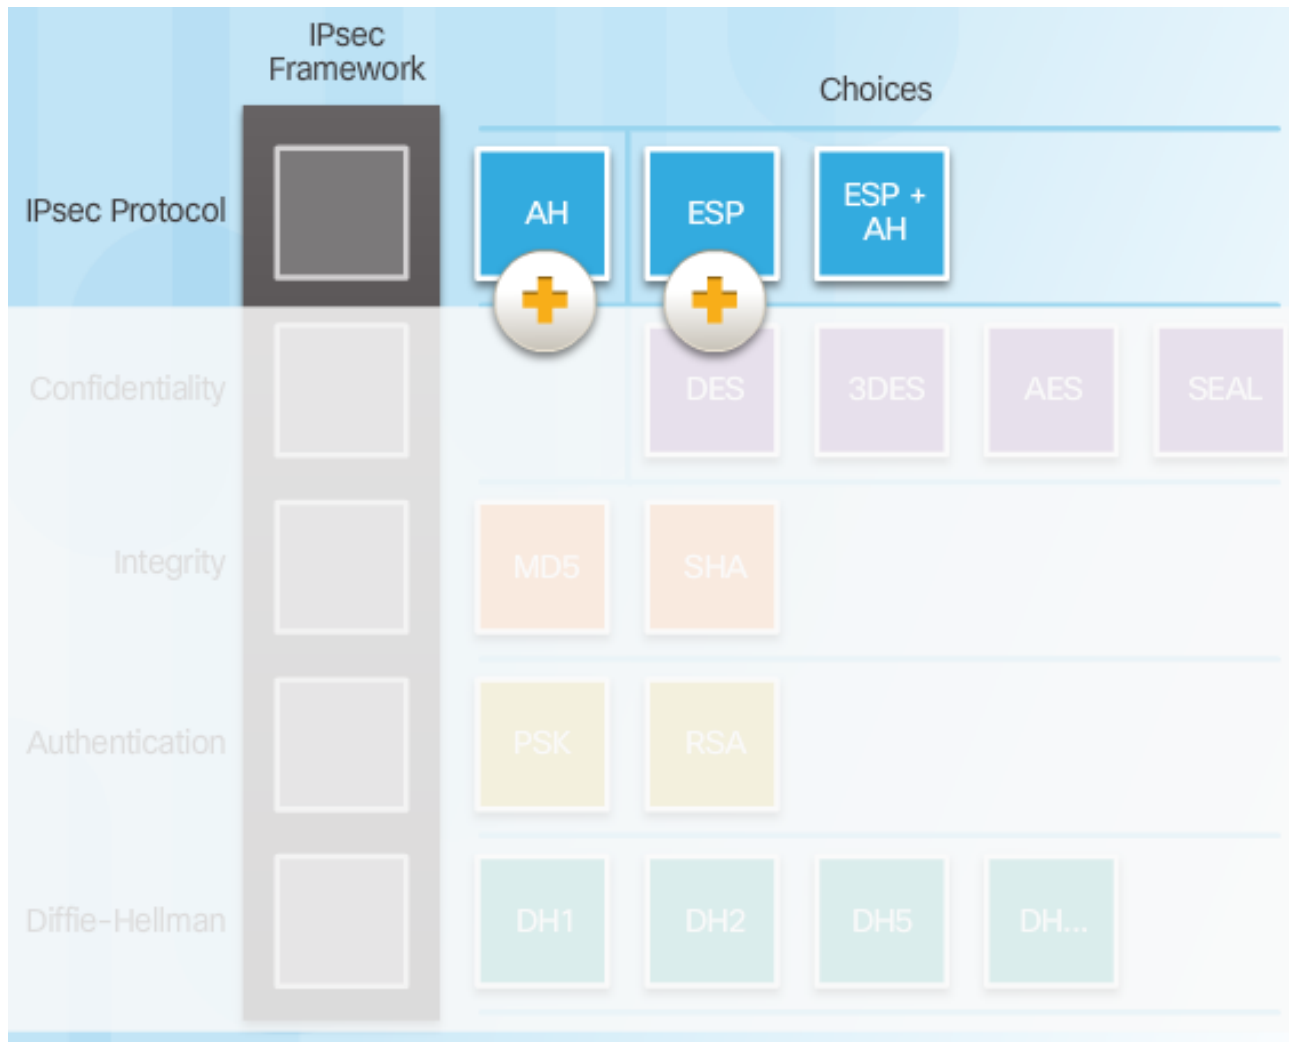 IPsec
Framework
Choices
IPsec Protocol
AH
ESP
ESP +
AH
Confidentiality
DES
3DES
AES
SEAL
Integrity
MD5
SHA
Authentication
PSK
RSA
Diffie-Hellman
DH1
DH2
DH5
DH...